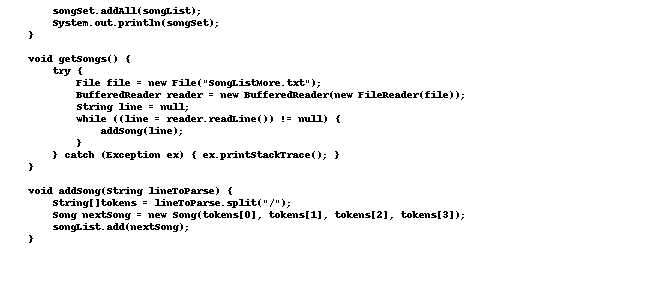 songSet.addAll(songList);
System.out.println(songSet);
}
void getSongs() {
try {
File file = new File("SongListMore.txt");
BufferedReader reader = new BufferedReader(new FileReader(file));
String line = null;
while ((line = reader.readLine()) != null) {
addSong(line);
}
} catch (Exception ex) { ex.printStackTrace(); }
}
void addSong(String lineToParse) {
String[]tokens = lineToParse.split("/");
Song nextSong = new Song(tokens[0], tokens[1], tokens[2], tokens[3]);
songList.add(nextSong);
}